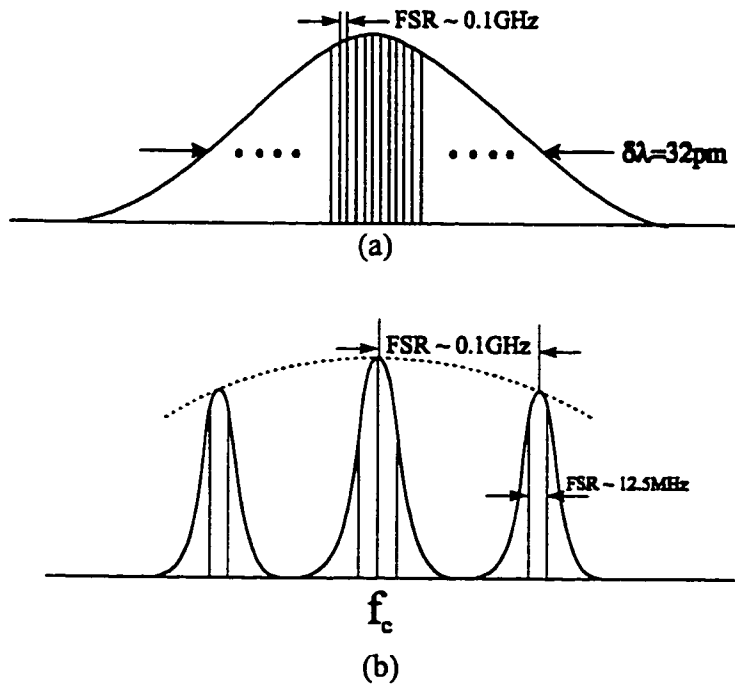 FSR ~ 0.1GHz
δλ=32pm
(a)
FSR ~ 0.1GHz
FSR ~ 12.5MHz
f_c
(b)